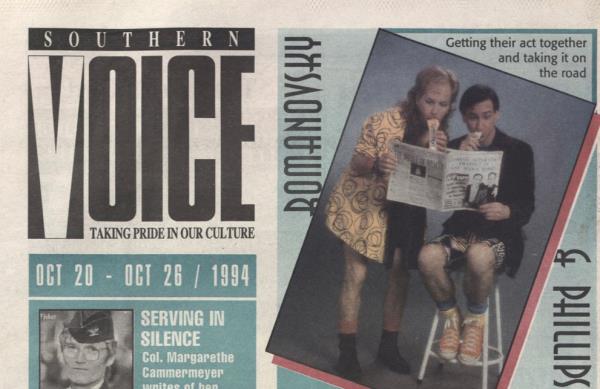 SOUTHERN
VOICE
TAKING PRIDE IN OUR CULTURE
OCT 20 - OCT 26 / 1994
SERVING IN
SILENCE
Col. Margarethe
Cammermeyer
writes of her
ROMANOVSKY
& PHILLIPS
Getting their act together
and taking it on
the road